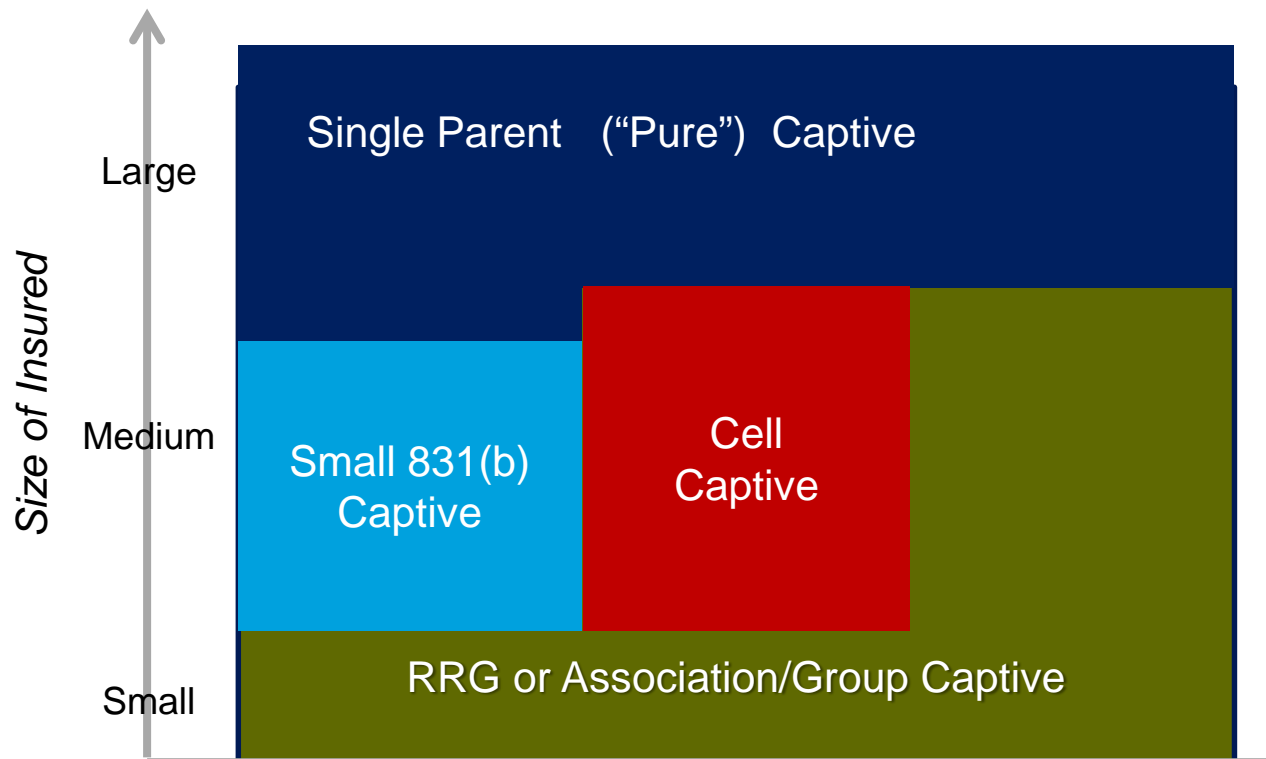 Single Parent (“Pure”) Captive
Large
Size of Insured
Medium
Small 831(b)
Captive
Cell
Captive
RRG or Association/Group Captive
Small